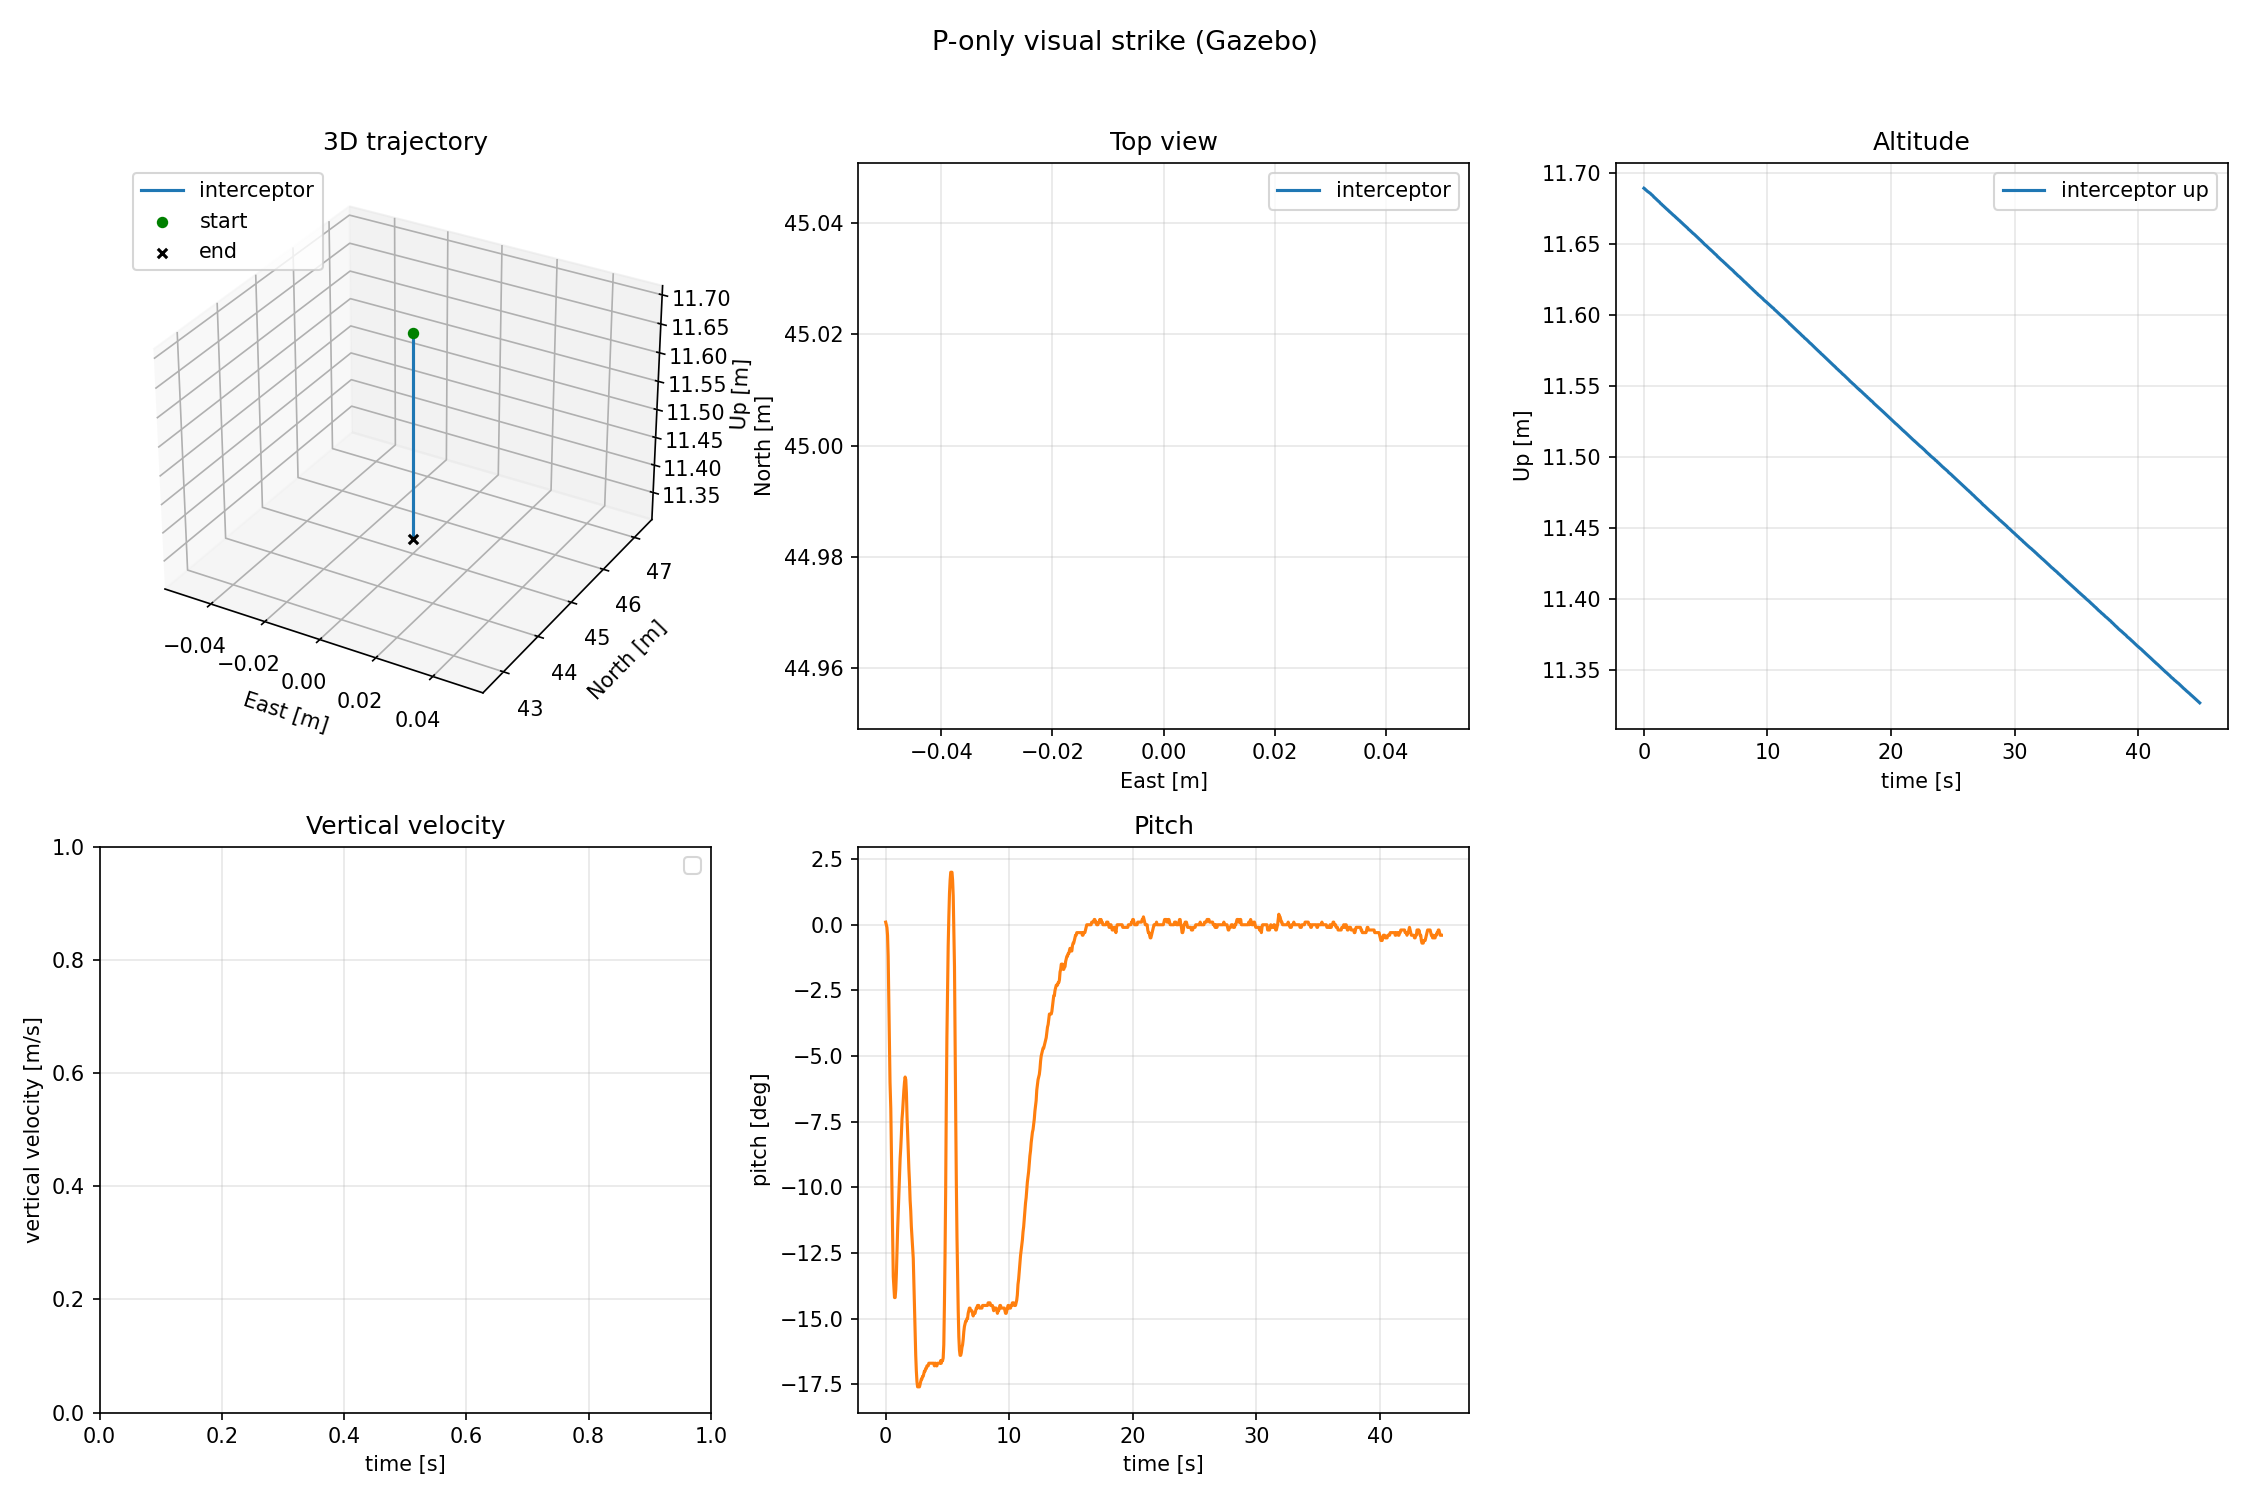 P-only visual strike (Gazebo)
3D trajectory
interceptor
start
end
11.70
11.65
11.60
11.55
11.50
11.45
11.40
11.35
Up [m]
47
46
45
44
43
North [m]
−0.04
−0.02
0.00
0.02
0.04
East [m]
Top view
interceptor
45.04
45.02
45.00
44.98
44.96
North [m]
−0.04 −0.02 0.00 0.02 0.04
East [m]
Altitude
interceptor up
11.70
11.65
11.60
11.55
11.50
11.45
11.40
11.35
Up [m]
0 10 20 30 40
time [s]
Vertical velocity
1.0
0.8
0.6
0.4
0.2
0.0
vertical velocity [m/s]
0.0 0.2 0.4 0.6 0.8 1.0
time [s]
Pitch
2.5
0.0
−2.5
−5.0
−7.5
−10.0
−12.5
−15.0
−17.5
pitch [deg]
0 10 20 30 40
time [s]